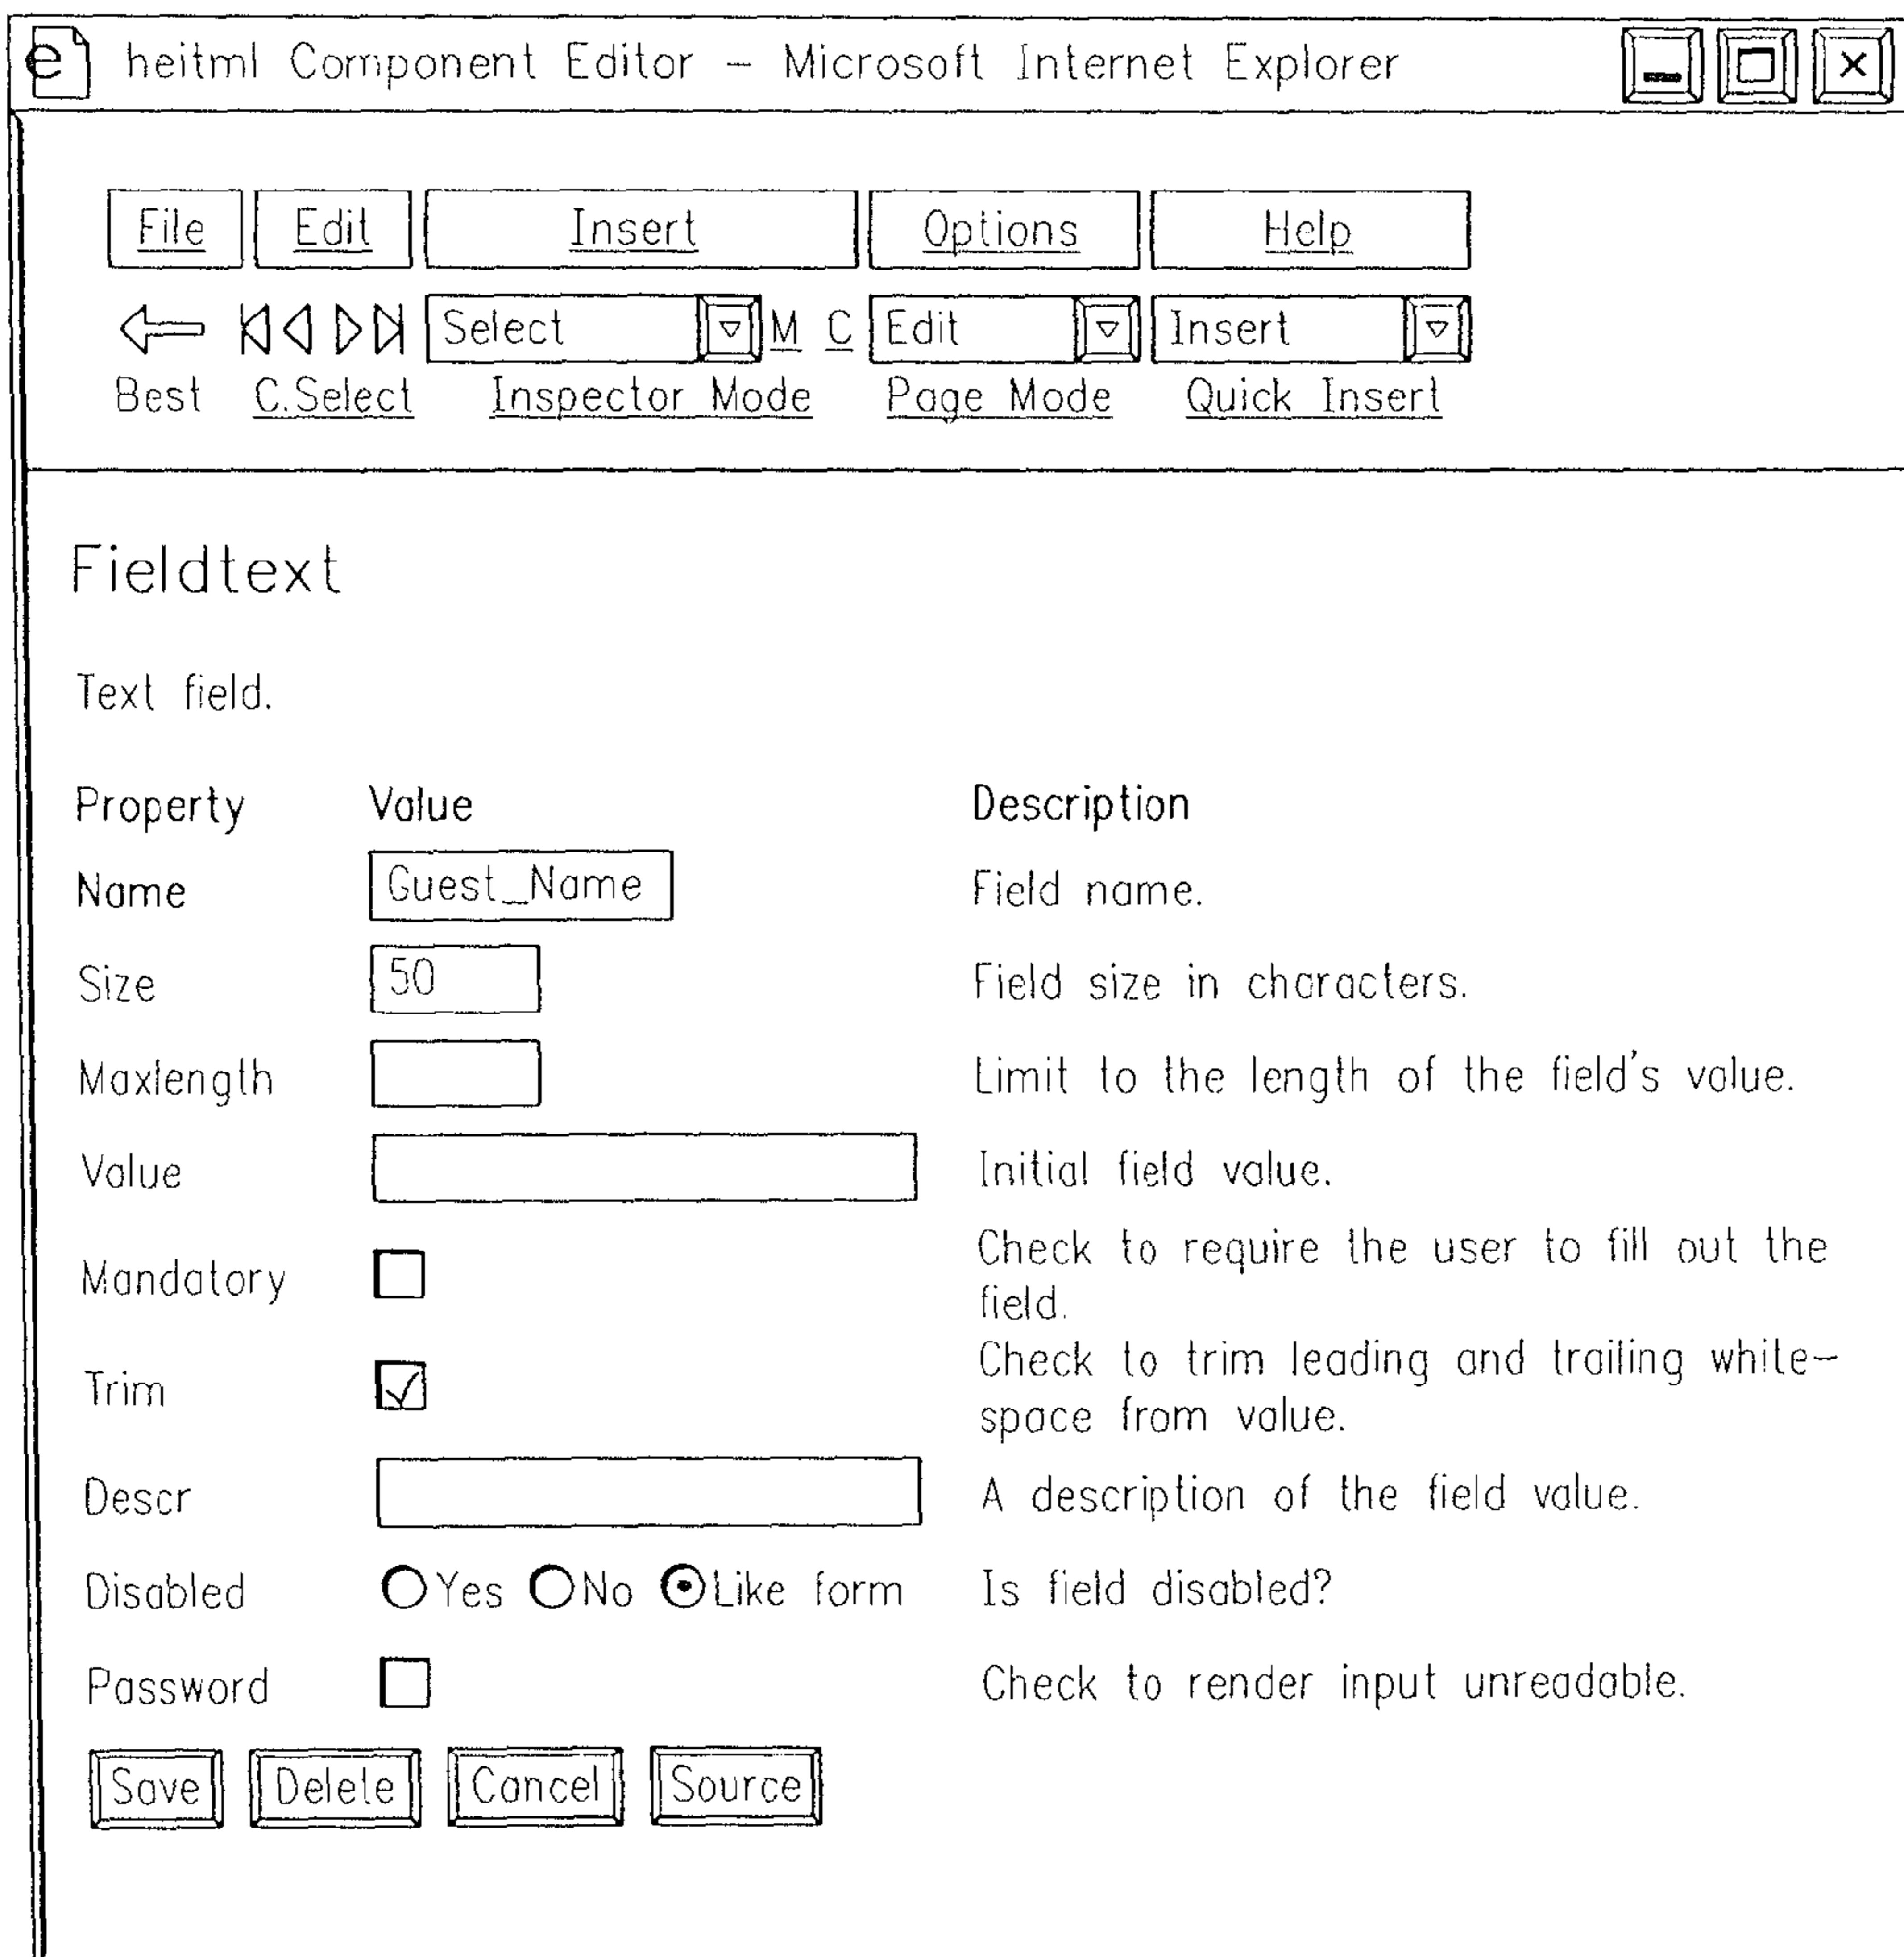 heitml Component Editor – Microsoft Internet Explorer
File Edit Insert Options Help
Select M C Edit Insert
Best C.Select Inspector Mode Page Mode Quick Insert
Fieldtext
Text field.
Property Value Description
Name Guest_Name Field name.
Size 50 Field size in characters.
Maxlength Limit to the length of the field's value.
Value Initial field value.
Mandatory Check to require the user to fill out the
field.
Trim Check to trim leading and trailing white–
space from value.
Descr A description of the field value.
Disabled Yes No Like form Is field disabled?
Password Check to render input unreadable.
Save Delete Cancel Source